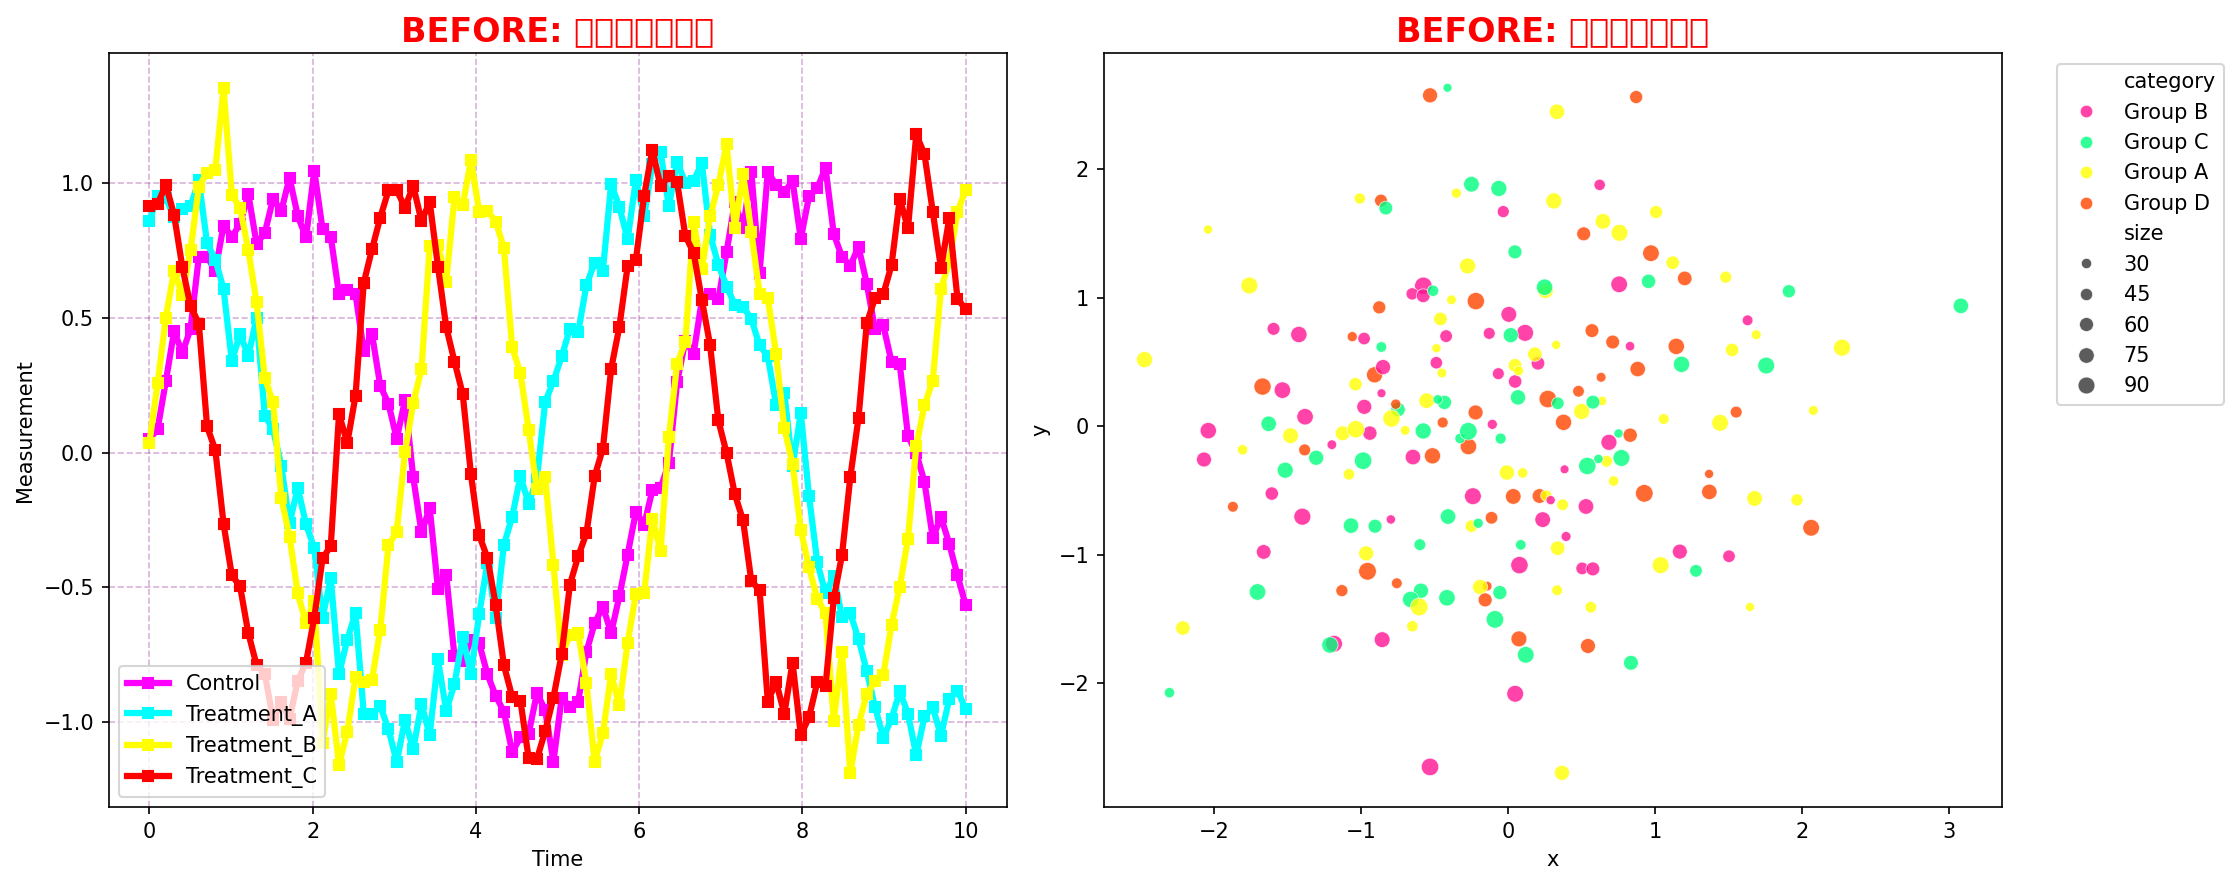 BEFORE:
1.0
0.5
0.0
−0.5
−1.0
Measurement
0 2 4 6 8 10
Time
Control
Treatment_A
Treatment_B
Treatment_C
BEFORE:
2
1
0
−1
−2
y
−2 −1 0 1 2 3
x
category
Group B
Group C
Group A
Group D
size
30
45
60
75
90